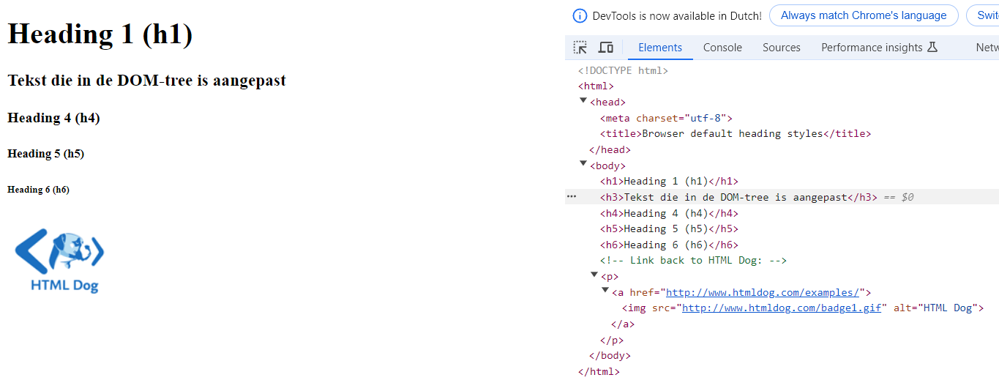 Heading 1 (h1)
Tekst die in de DOM-tree is aangepast
Heading 4 (h4)
Heading 5 (h5)
Heading 6 (h6)
HTML Dog
DevTools is now available in Dutch! Always match Chrome's language Swit
Elements Console Sources Performance insights Netw
<!DOCTYPE html>
<html>
<head>
<meta charset="utf-8">
<title>Browser default heading styles</title>
</head>
<body>
<h1>Heading 1 (h1)</h1>
<h3>Tekst die in de DOM-tree is aangepast</h3> == $0
<h4>Heading 4 (h4)</h4>
<h5>Heading 5 (h5)</h5>
<h6>Heading 6 (h6)</h6>
<!-- Link back to HTML Dog: -->
<p>
<a href="http://www.htmldog.com/examples/">
<img src="http://www.htmldog.com/badge1.gif" alt="HTML Dog">
</a>
</p>
</body>
</html>